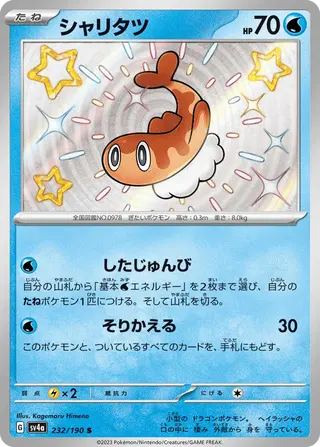 たね シャリタツ HP70
全国図鑑NO.0978 ぎたいポケモン 高さ:0.3m 重さ:8.0kg
したじゅんび
自分の山札から「基本エネルギー」を2枚まで選び、自分の
たねポケモン1匹につける。そして山札を切る。
そりかえる 30
このポケモンと、ついているすべてのカードを、手札にもどす。
弱点 ×2 抵抗力 にげる
Illus. Kagemaru Himeno
G sv4a 232/190 S
小型の ドラゴンポケモン。ヘイラッシャの
口の中に 棲み 外敵から 身を 守って いる。
©2023 Pokémon/Nintendo/Creatures/GAME FREAK.